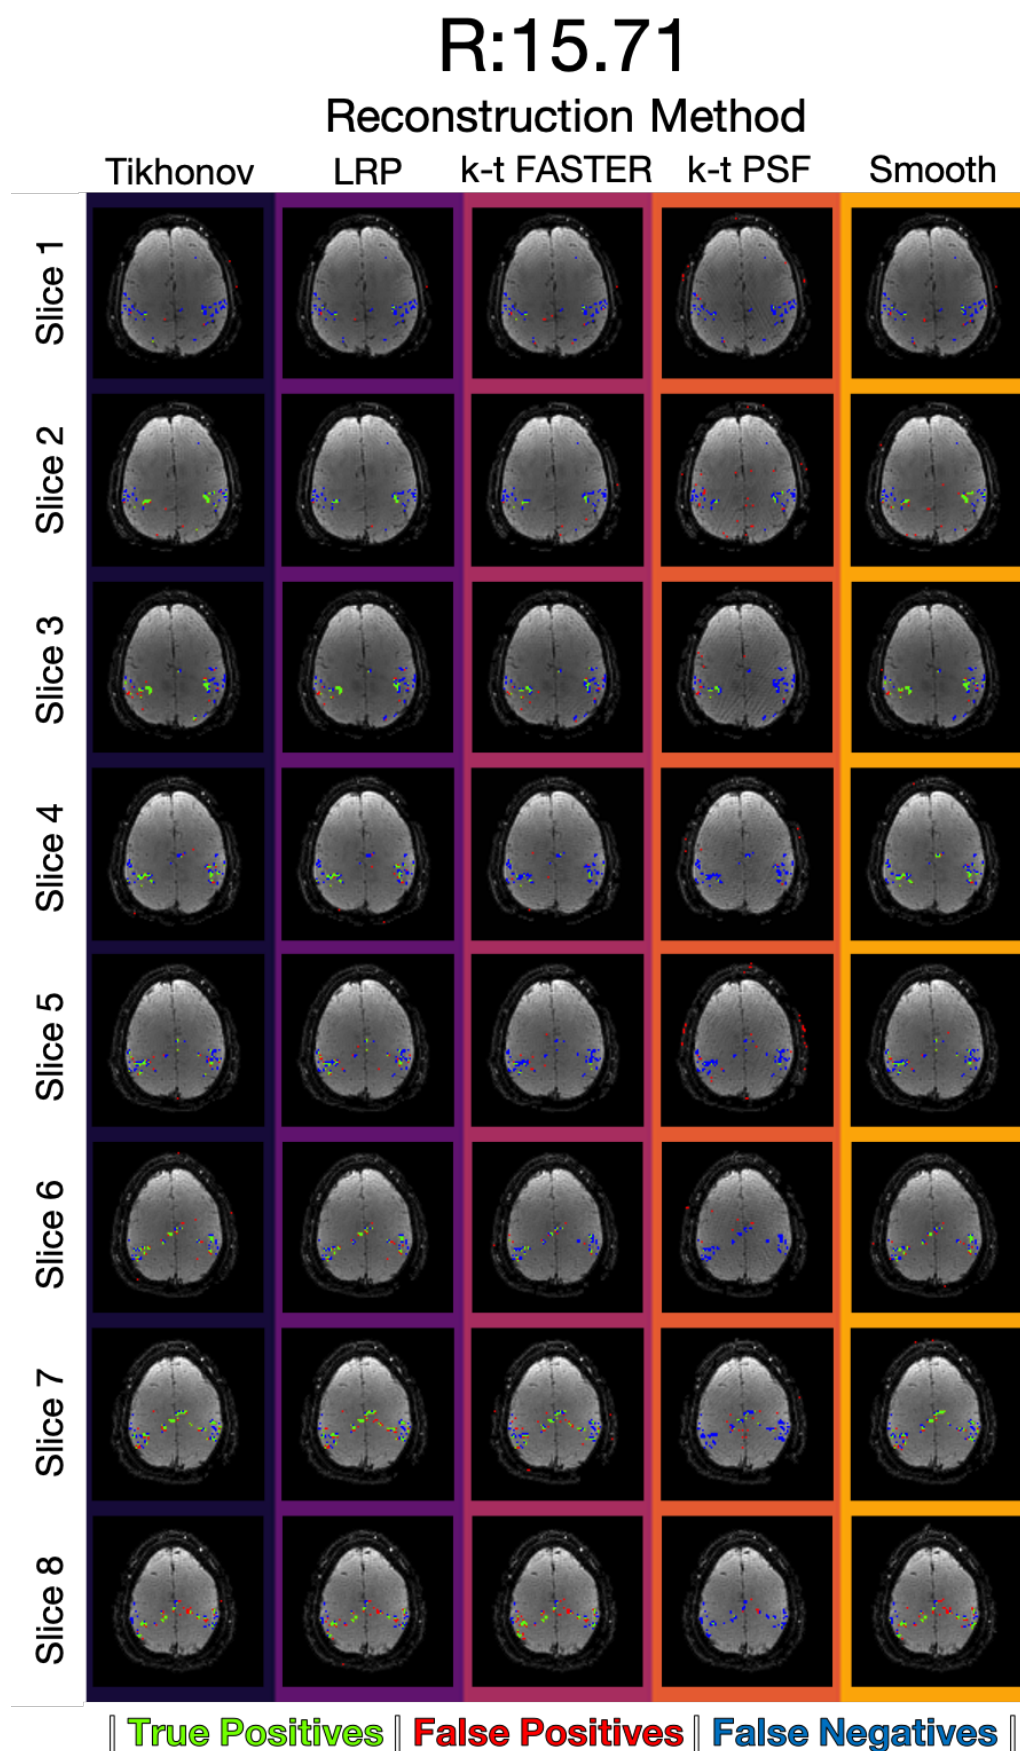 R:15.71
Reconstruction Method
Tikhonov LRP k-t FASTER k-t PSF Smooth
Slice 1
Slice 2
Slice 3
Slice 4
Slice 5
Slice 6
Slice 7
Slice 8
True Positives False Positives False Negatives